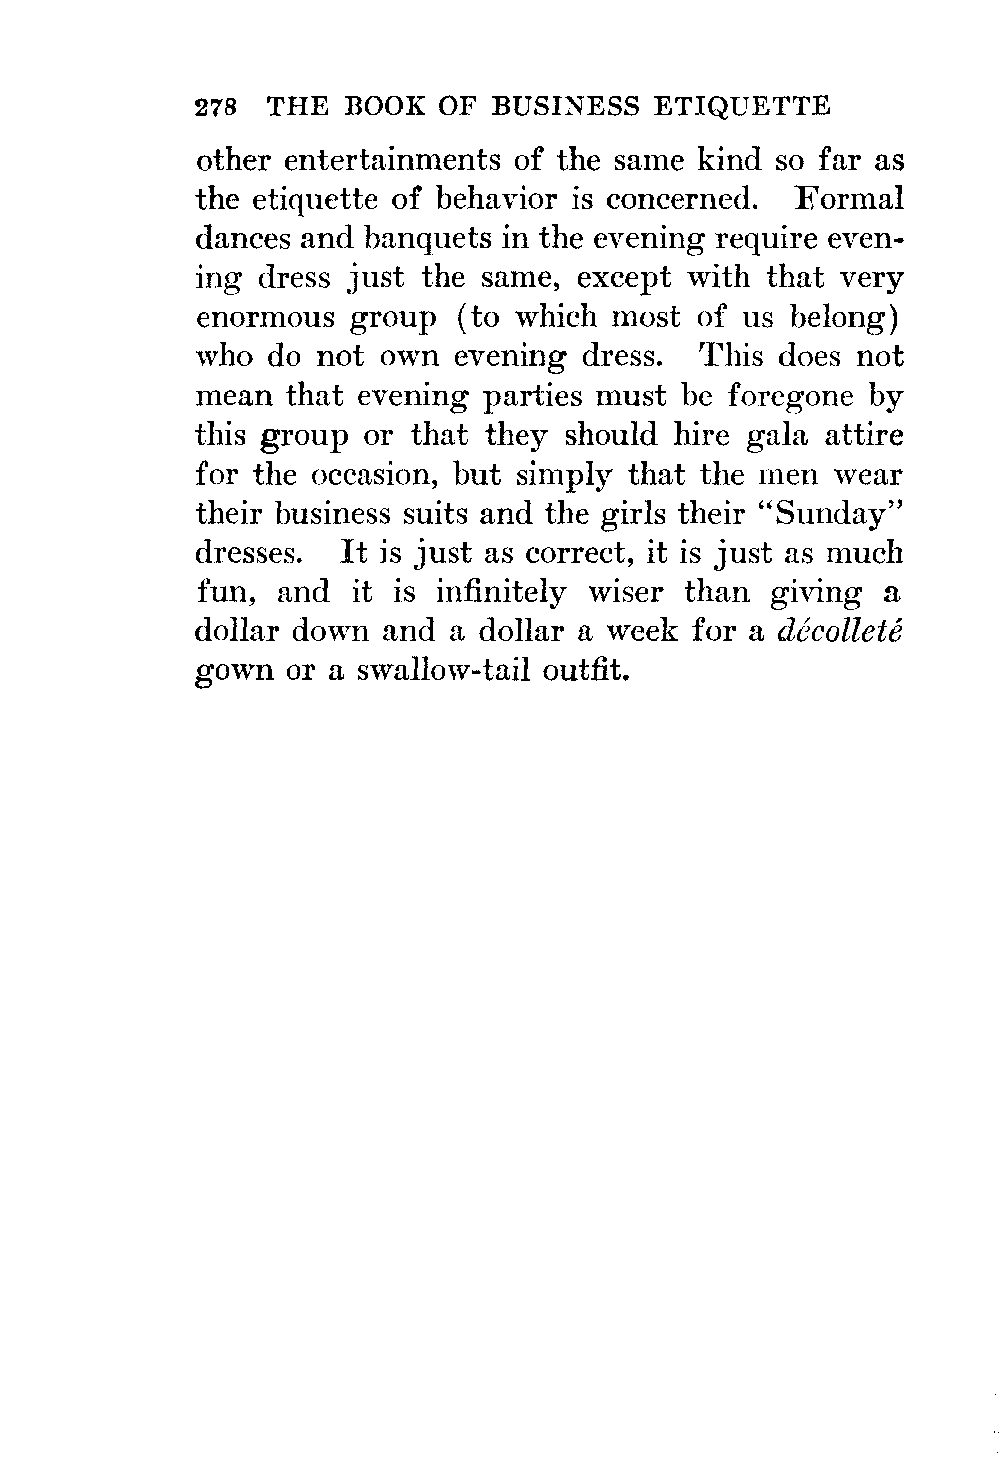 278 THE BOOK OF BUSINESS ETIQUETTE
other entertainments of the same kind so far as
the etiquette of behavior is concerned. Formal
dances and banquets in the evening require even-
ing dress just the same, except with that very
enormous group (to which most of us belong)
who do not own evening dress. This does not
mean that evening parties must be foregone by
this group or that they should hire gala attire
for the occasion, but simply that the men wear
their business suits and the girls their “Sunday”
dresses. It is just as correct, it is just as much
fun, and it is infinitely wiser than giving a
dollar down and a dollar a week for a décolleté
gown or a swallow-tail outfit.